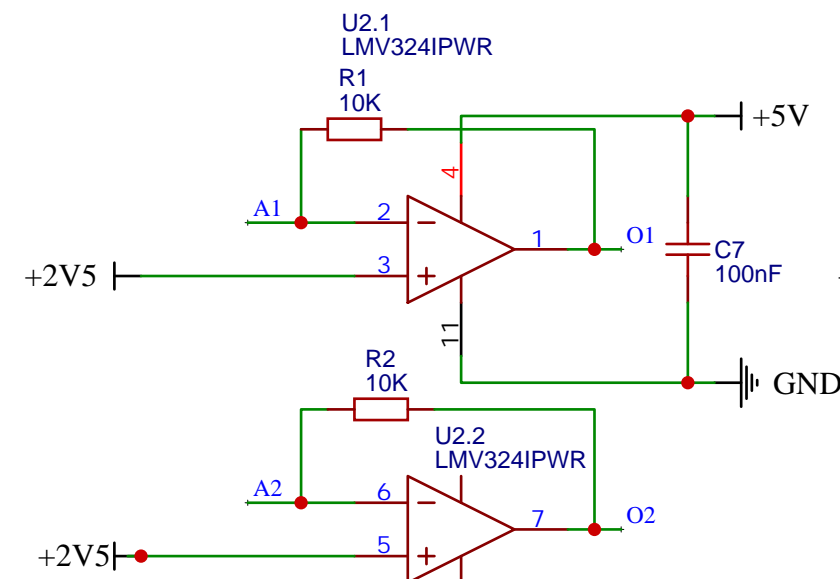 U2.1
LMV324IPWR
R1
10K
+5V
4
A1
2
1
O1
C7
100nF
+2V5
3
11
GND
R2
10K
U2.2
LMV324IPWR
A2
6
7
O2
+2V5
5